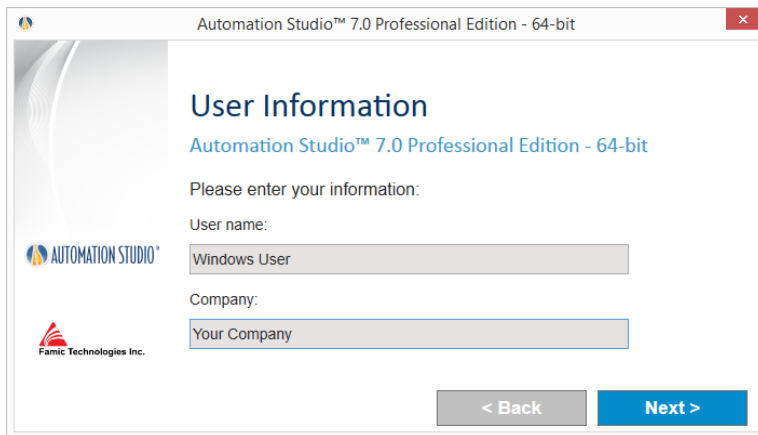 Automation Studio™ 7.0 Professional Edition - 64-bit
User Information
Automation Studio™ 7.0 Professional Edition - 64-bit
Please enter your information:
User name:
AUTOMATION STUDIO™
Windows User
Company:
Your Company
Famic Technologies Inc.
< Back
Next >